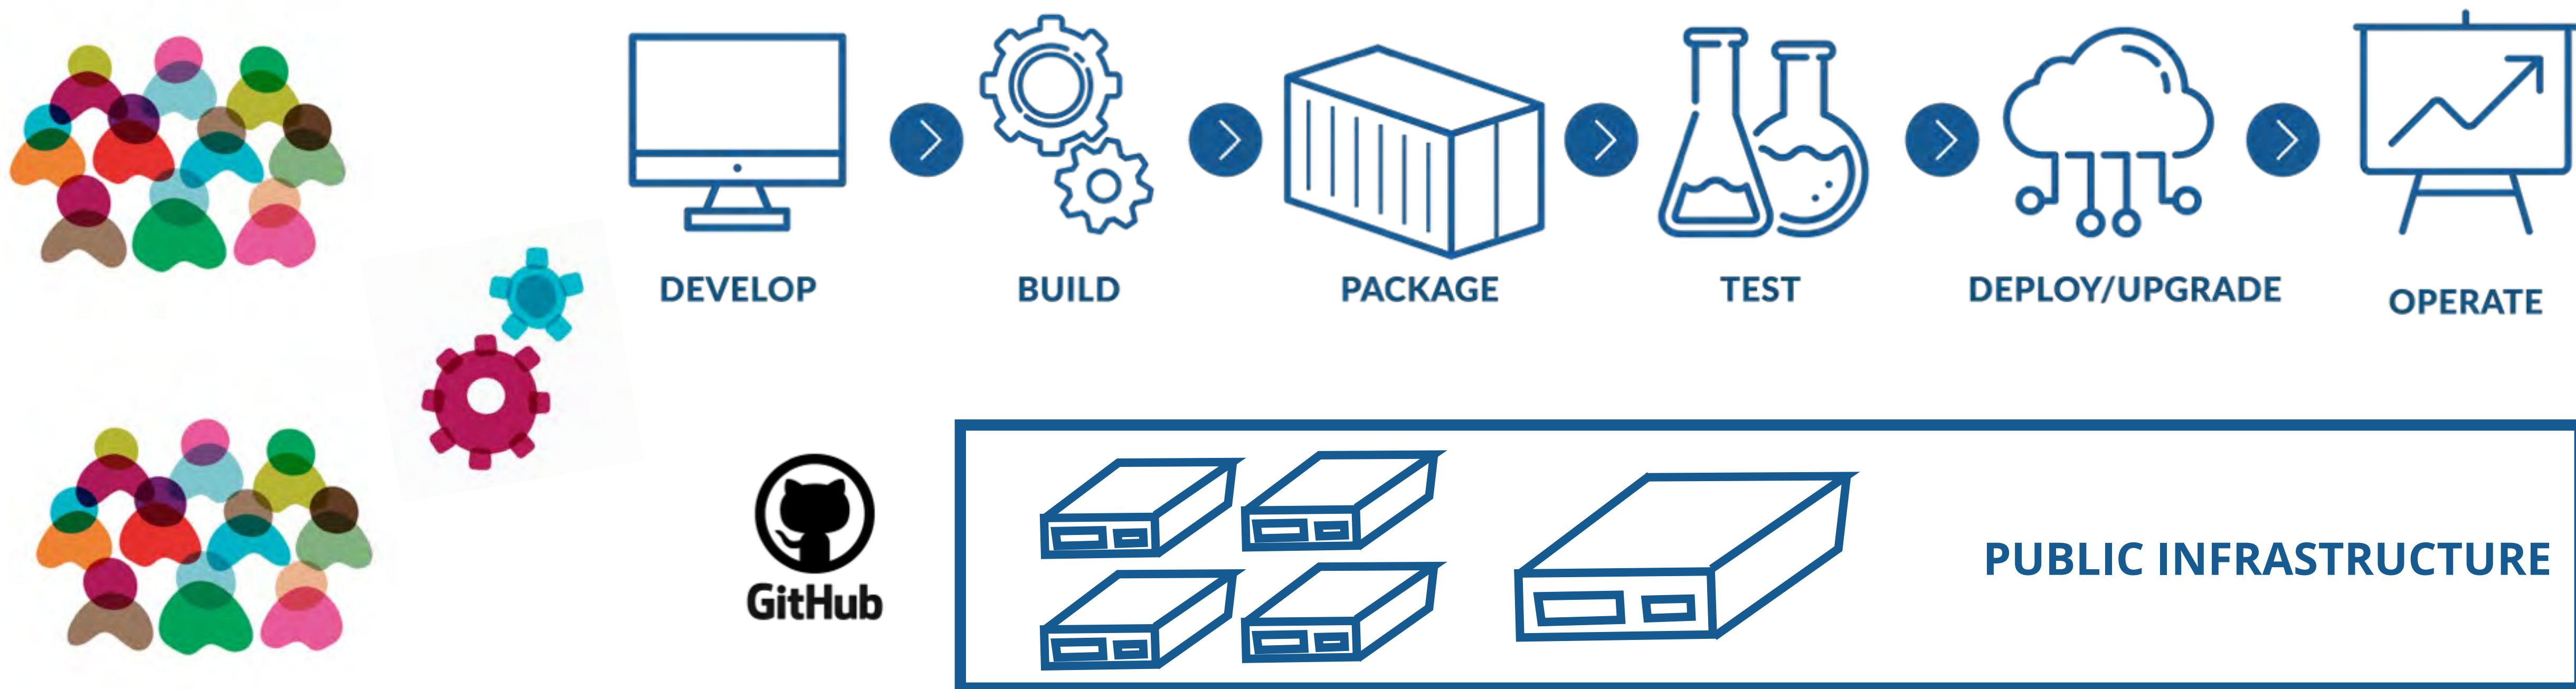 DEVELOP
BUILD
PACKAGE
TEST
DEPLOY/UPGRADE
OPERATE
GitHub
PUBLIC INFRASTRUCTURE